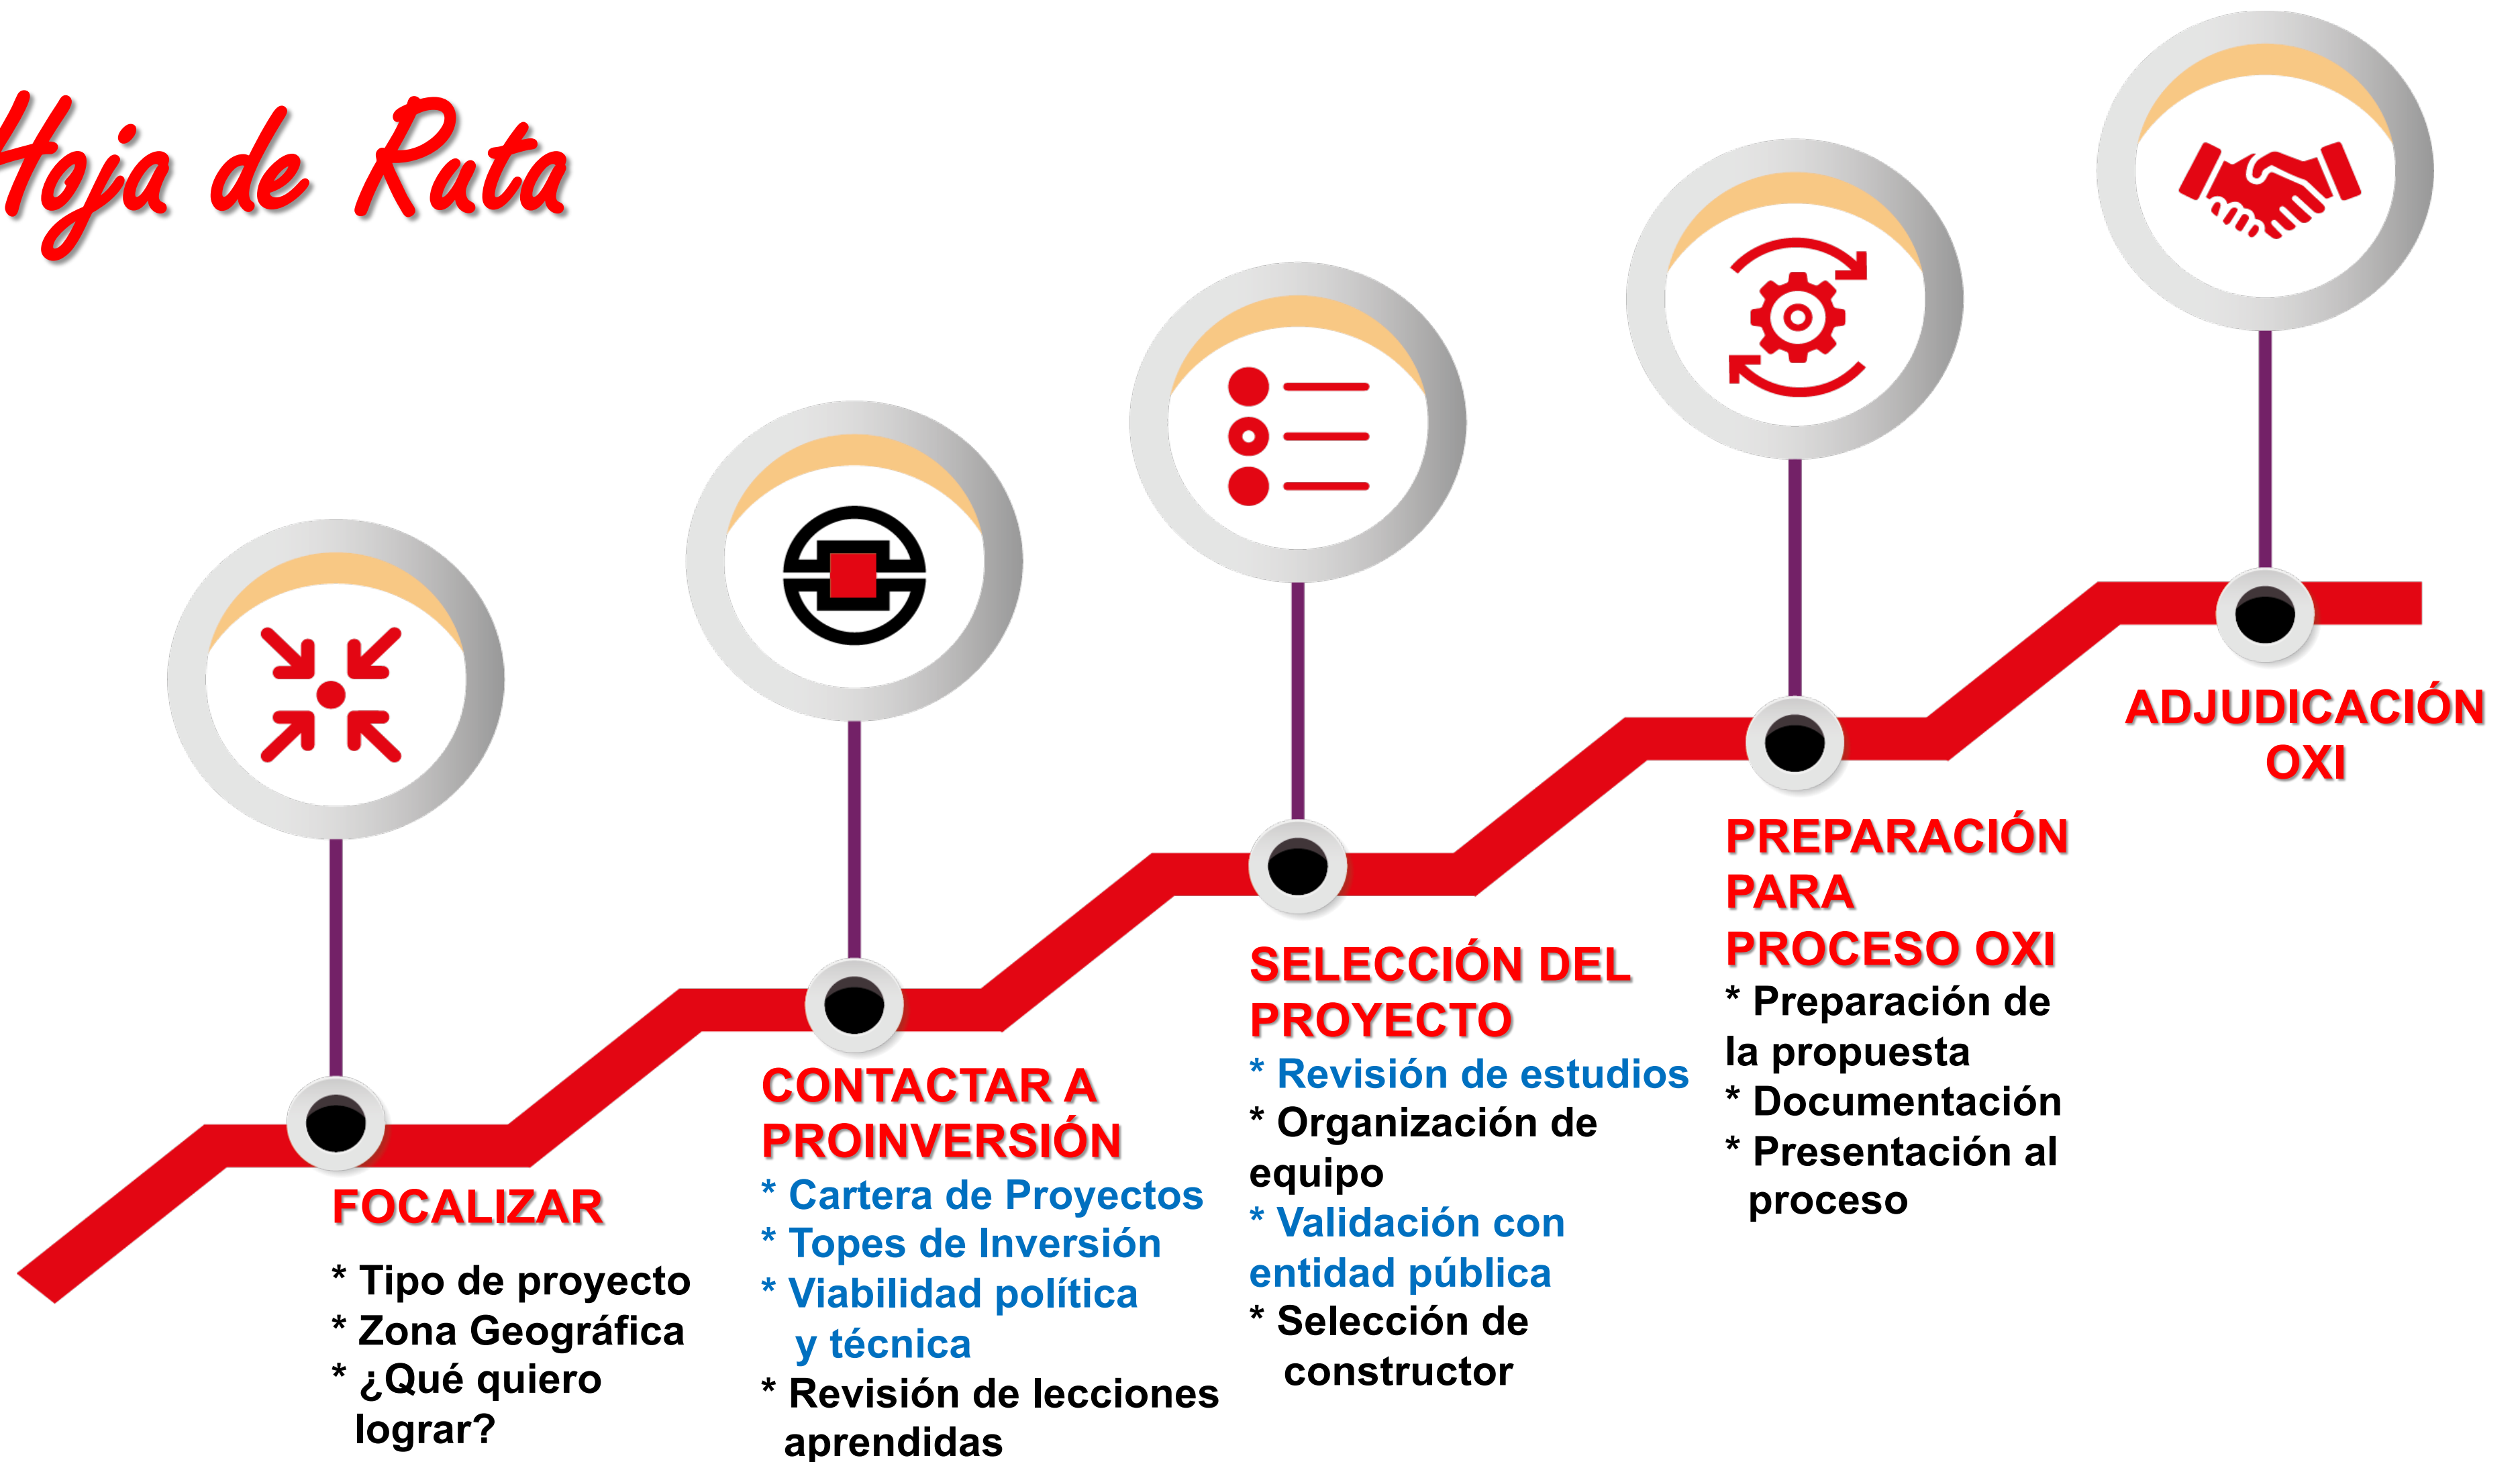 Hoja de Ruta
FOCALIZAR
* Tipo de proyecto
* Zona Geográfica
* ¿Qué quiero
lograr?
CONTACTAR A
PROINVERSIÓN
* Cartera de Proyectos
* Topes de Inversión
* Viabilidad política
y técnica
* Revisión de lecciones
aprendidas
SELECCIÓN DEL
PROYECTO
* Revisión de estudios
* Organización de
equipo
* Validación con
entidad pública
* Selección de
constructor
PREPARACIÓN
PARA
PROCESO OXI
* Preparación de
la propuesta
* Documentación
* Presentación al
proceso
ADJUDICACIÓN
OXI